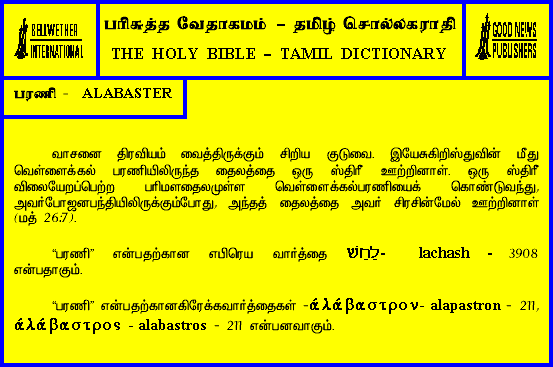 BELLWETHER
INTERNATIONAL
பரிசுத்த வேதாகமம் – தமிழ் சொல்லகராதி
THE HOLY BIBLE – TAMIL DICTIONARY
GOOD NEWS
PUBLISHERS
பரணி - ALABASTER
வாசனை திரவியம் வைத்திருக்கும் சிறிய குடுவை. இயேசுகிறிஸ்துவின் மீது
வெள்ளைக்கல் பரணியிலிருந்த தைலத்தை ஒரு ஸ்திரீ ஊற்றினாள். ஒரு ஸ்திரீ
விலையேறப்பெற்ற பரிமளதைலமுள்ள வெள்ளைக்கல்பரணியைக் கொண்டுவந்து,
அவர்போஜனபந்தியிலிருக்கும்போது, அந்தத் தைலத்தை அவர் சிரசின்மேல் ஊற்றினாள்
(மத் 26:7).
“பரணி” என்பதற்கான எபிரெய வார்த்தை לַחַשׁ- lachash - 3908
என்பதாகும்.
“பரணி” என்பதற்கானகிரேக்கவார்த்தைகள் -άλάβαστρον- alapastron - 211,
άλάβαστρος - alabastros - 211 என்பனவாகும்.